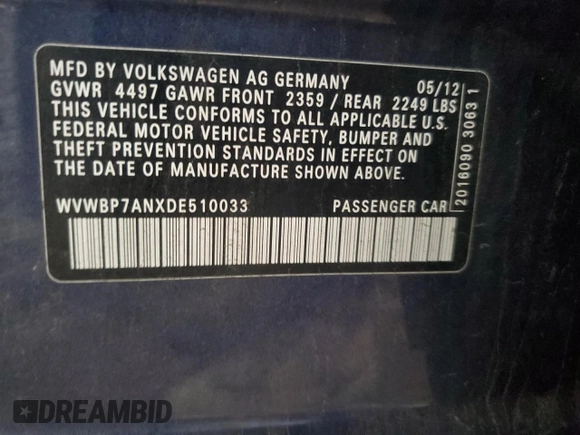 MFD BY VOLKSWAGEN AG GERMANY 05/12
GVWR 4497 GAWR FRONT 2359 / REAR 2249 LBS
THIS VEHICLE CONFORMS TO ALL APPLICABLE U.S.
FEDERAL MOTOR VEHICLE SAFETY, BUMPER AND
THEFT PREVENTION STANDARDS IN EFFECT ON
THE DATE OF MANUFACTURE SHOWN ABOVE.
WVWBP7ANXDE510033 PASSENGER CAR
2016090 3063 1
DREAMBID